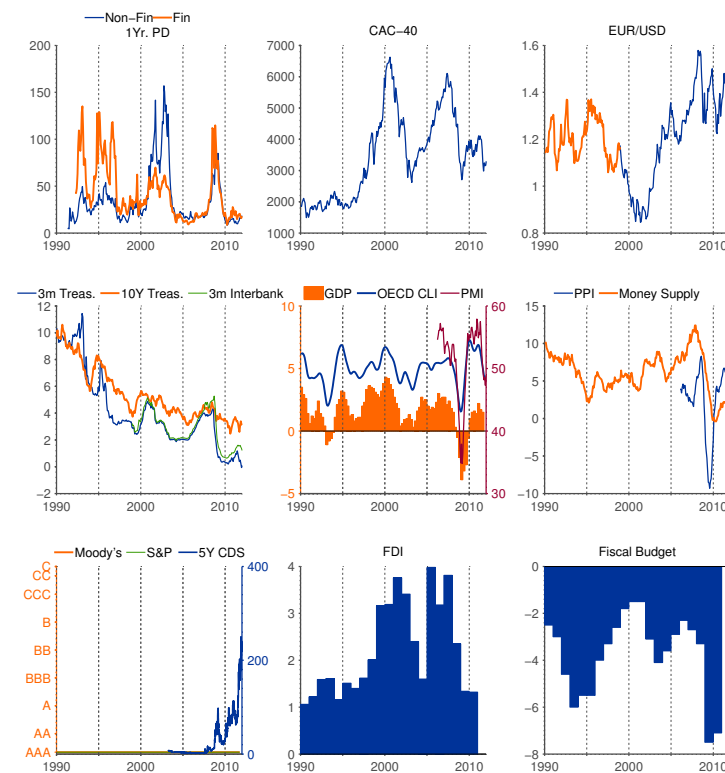 Non-Fin Fin
1Yr. PD CAC-40 EUR/USD
200 150 100 50 0
1990 2000 2010
7000 6000 5000 4000 3000 2000 1000
1990 2000 2010
1.6 1.4 1.2 1 0.8
1990 2000 2010
3m Treas. 10Y Treas. 3m Interbank
12 10 8 6 4 2 0 −2
1990 2000 2010
GDP OECD CLI PMI
10 5 0 −5
60 50 40 30
1990 2000 2010
PPI Money Supply
15 10 5 0 −5 −10
1990 2000 2010
Moody's S&P 5Y CDS
C CC CCC B BB BBB A AA AAA
400 200 0
1990 2000 2010
FDI
4 3 2 1 0
1990 2000 2010
Fiscal Budget
0 −2 −4 −6 −8
1990 2000 2010